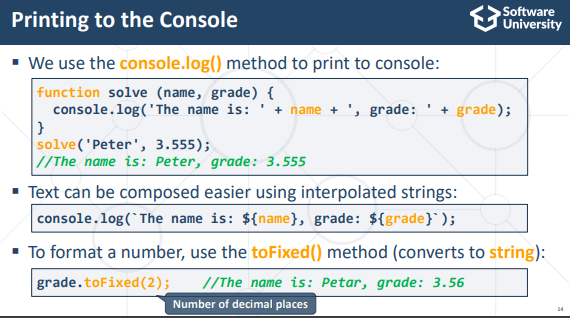 Printing to the Console
Software
University
▪ We use the console.log() method to print to console:
function solve (name, grade) {
  console.log('The name is: ' + name + ', grade: ' + grade);
}
solve('Peter', 3.555);
//The name is: Peter, grade: 3.555
▪ Text can be composed easier using interpolated strings:
console.log(`The name is: ${name}, grade: ${grade}`);
▪ To format a number, use the toFixed() method (converts to string):
grade.toFixed(2);    //The name is: Petar, grade: 3.56
Number of decimal places
14